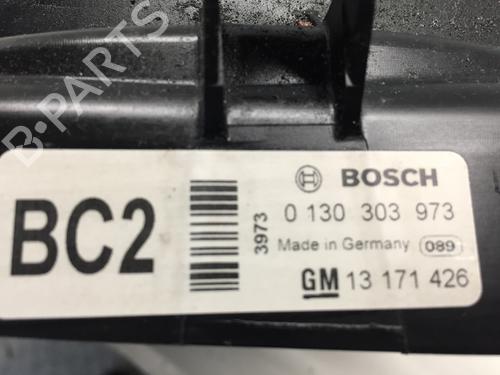 B·PARTS
BC2
3973
BOSCH
0 130 303 973
Made in Germany 089
GM 13 171 426